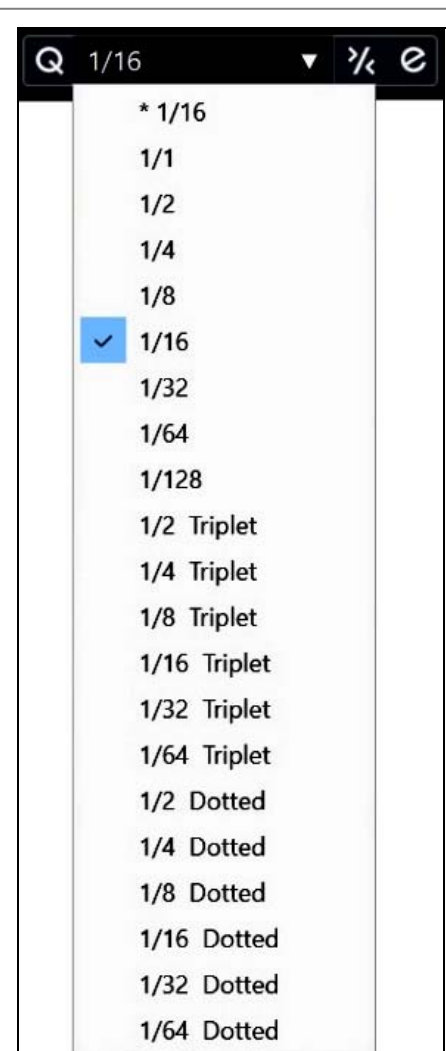 Q 1/16 e
* 1/16
1/1
1/2
1/4
1/8
1/16
1/32
1/64
1/128
1/2 Triplet
1/4 Triplet
1/8 Triplet
1/16 Triplet
1/32 Triplet
1/64 Triplet
1/2 Dotted
1/4 Dotted
1/8 Dotted
1/16 Dotted
1/32 Dotted
1/64 Dotted